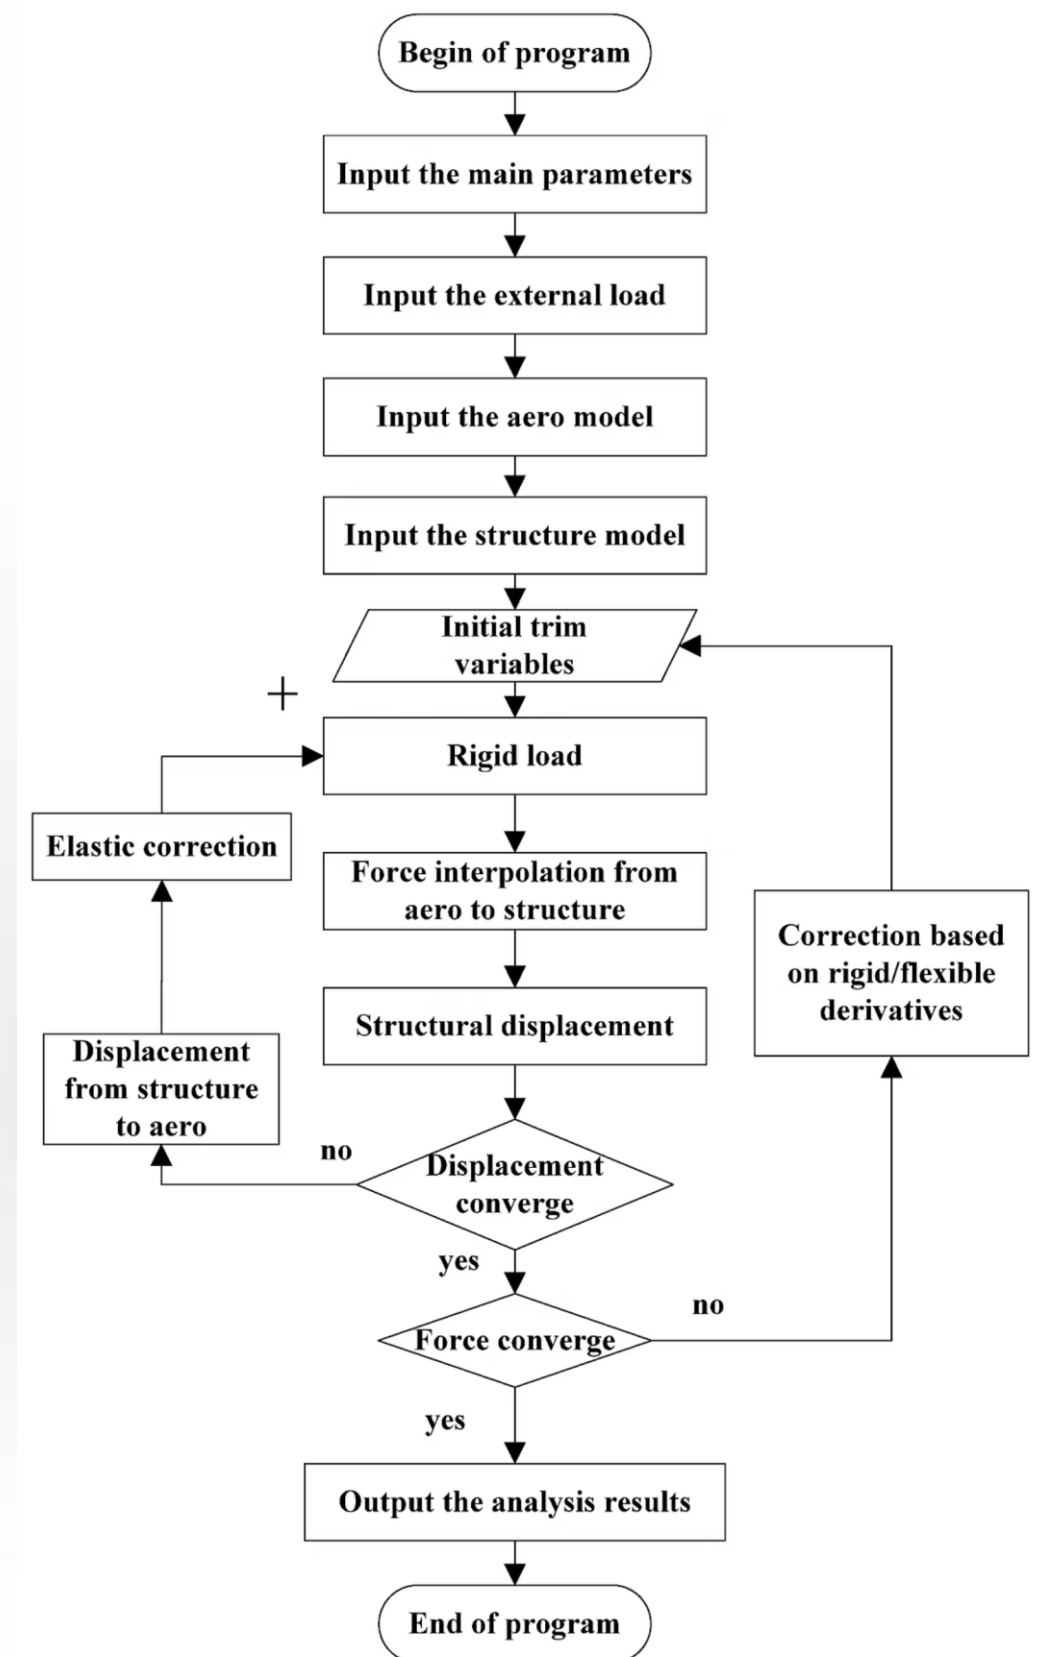 Begin of program
Input the main parameters
Input the external load
Input the aero model
Input the structure model
Initial trim
variables
+
Rigid load
Elastic correction
Force interpolation from
aero to structure
Correction based
on rigid/flexible
derivatives
Structural displacement
Displacement
from structure
to aero
no
Displacement
converge
yes
no
Force converge
yes
Output the analysis results
End of program